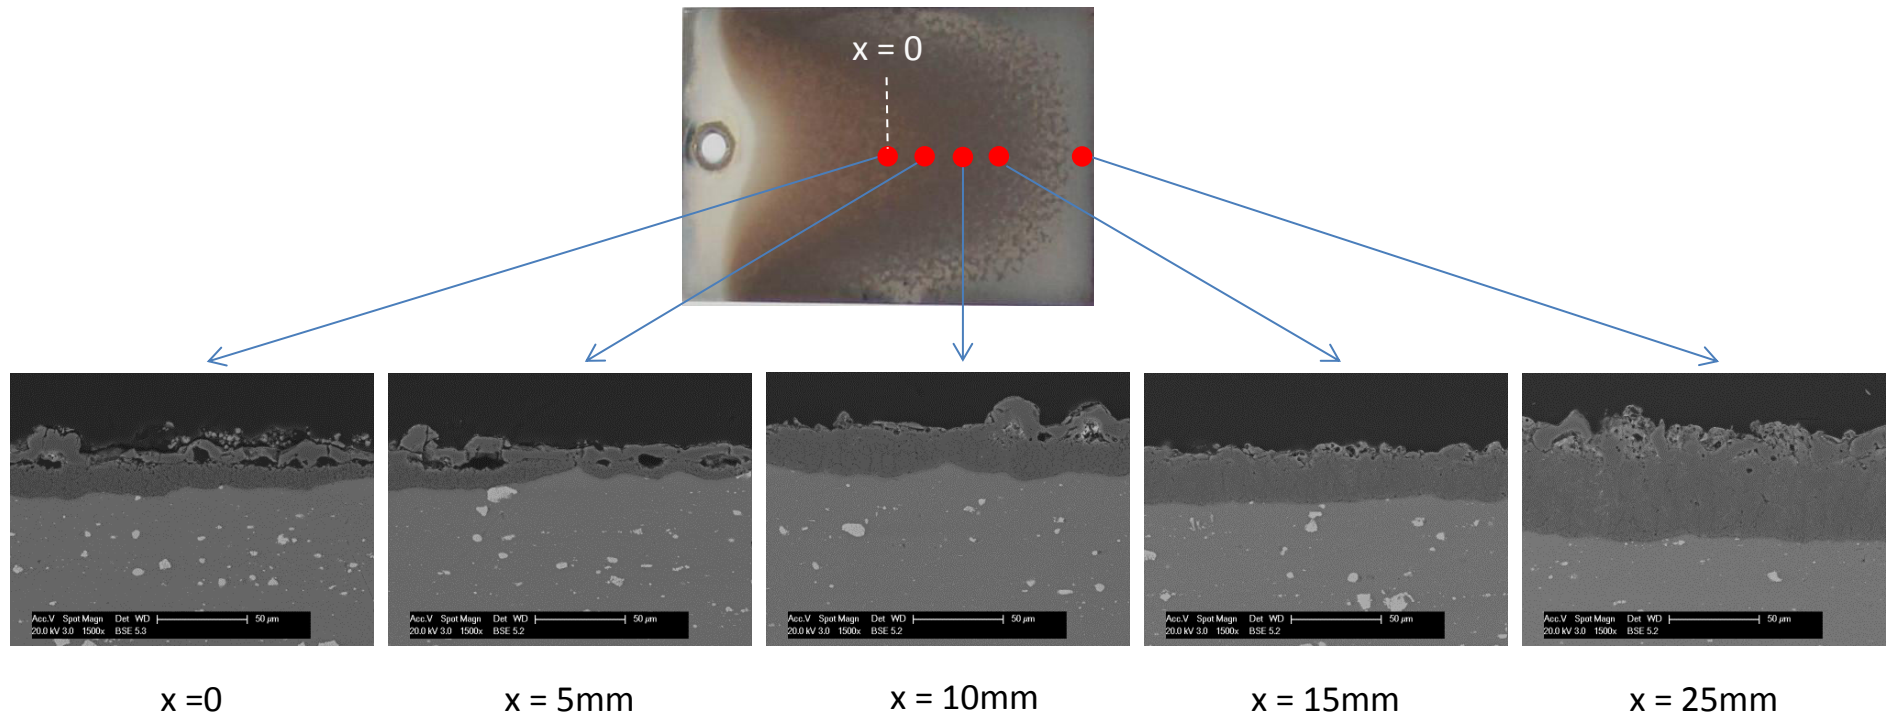 x = 0
Acc.V Spot Magn Det WD 50 µm
20.0 kV 3.0 1500x BSE 5.3
Acc.V Spot Magn Det WD 50 µm
20.0 kV 3.0 1500x BSE 5.2
Acc.V Spot Magn Det WD 50 µm
20.0 kV 3.0 1500x BSE 5.2
Acc.V Spot Magn Det WD 50 µm
20.0 kV 3.0 1500x BSE 5.2
Acc.V Spot Magn Det WD 50 µm
20.0 kV 3.0 1500x BSE 5.2
x =0
x = 5mm
x = 10mm
x = 15mm
x = 25mm